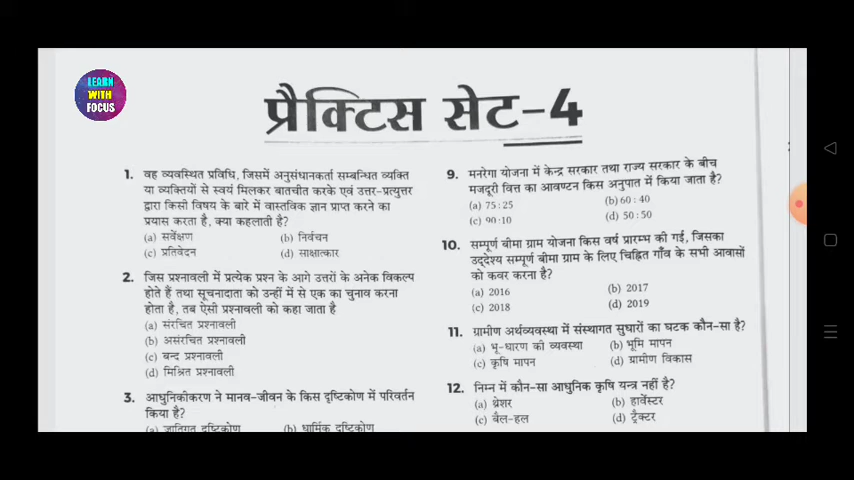 LEARN
WITH
FOCUS
प्रैक्टिस सेट-4
1. वह व्यवस्थित प्रविधि, जिसमें अनुसंधानकर्ता सम्बन्धित व्यक्ति
या व्यक्तियों से स्वयं मिलकर बातचीत करके एवं उत्तर-प्रत्युत्तर
द्वारा किसी विषय के बारे में वास्तविक ज्ञान प्राप्त करने का
प्रयास करता है, क्या कहलाती है?
(a) सर्वेक्षण (b) निर्वचन
(c) प्रतिवेदन (d) साक्षात्कार
2. जिस प्रश्नावली में प्रत्येक प्रश्न के आगे उत्तरों के अनेक विकल्प
होते हैं तथा सूचनादाता को उन्हीं में से एक का चुनाव करना
होता है, तब ऐसी प्रश्नावली को कहा जाता है
(a) संरचित प्रश्नावली
(b) असंरचित प्रश्नावली
(c) बन्द प्रश्नावली
(d) मिश्रित प्रश्नावली
3. आधुनिकीकरण ने मानव-जीवन के किस दृष्टिकोण में परिवर्तन
किया है?
(a) जातिगत दृष्टिकोण (b) धार्मिक दृष्टिकोण
9. मनरेगा योजना में केन्द्र सरकार तथा राज्य सरकार के बीच
मजदूरी वित्त का आवण्टन किस अनुपात में किया जाता है?
(a) 75:25 (b) 60:40
(c) 90:10 (d) 50:50
10. सम्पूर्ण बीमा ग्राम योजना किस वर्ष प्रारम्भ की गई, जिसका
उद्देश्य सम्पूर्ण बीमा ग्राम के लिए चिह्नित गाँव के सभी आवासों
को कवर करना है?
(a) 2016 (b) 2017
(c) 2018 (d) 2019
11. ग्रामीण अर्थव्यवस्था में संस्थागत सुधारों का घटक कौन-सा है?
(a) भू-धारण की व्यवस्था (b) भूमि मापन
(c) कृषि मापन (d) ग्रामीण विकास
12. निम्न में कौन-सा आधुनिक कृषि यन्त्र नहीं है?
(a) थ्रेशर (b) हार्वेस्टर
(c) बैल-हल (d) ट्रैक्टर